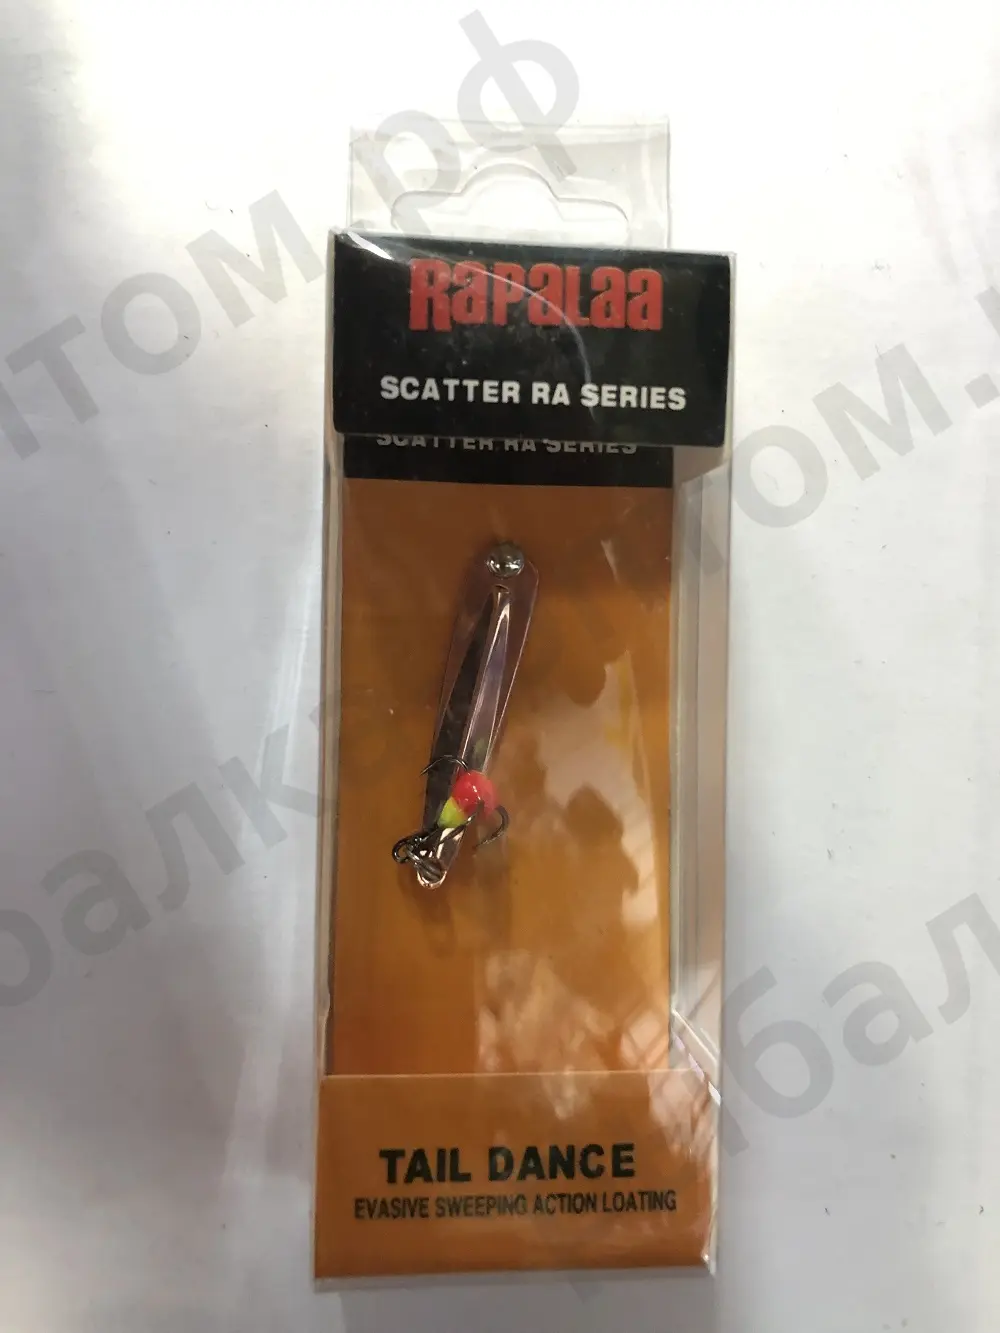 RAPALAA
SCATTER RA SERIES
SCATTER RA SERIES
TAIL DANCE
EVASIVE SWEEPING ACTION LOATING